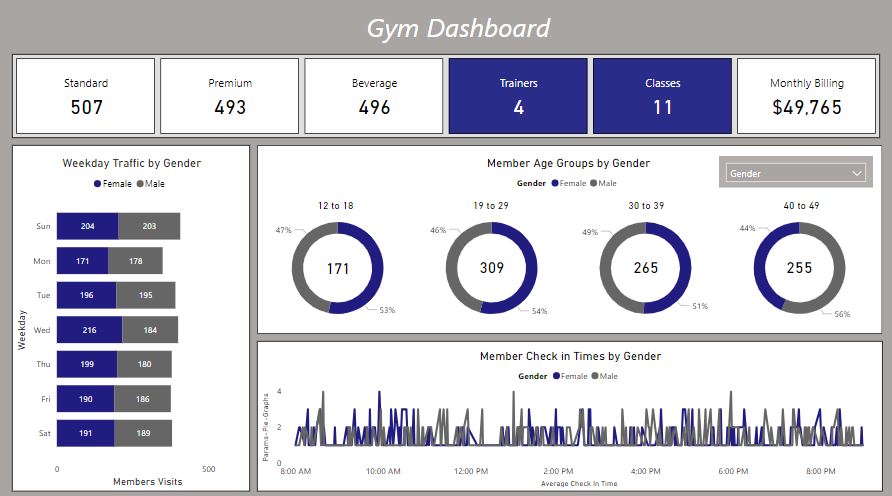 Gym Dashboard
Standard
507
Premium
493
Beverage
496
Trainers
4
Classes
11
Monthly Billing
$49,765
Weekday Traffic by Gender
Female Male
Weekday
Sun 204 203
Mon 171 178
Tue 196 195
Wed 216 184
Thu 199 180
Fri 190 186
Sat 191 189
0 500
Members Visits
Member Age Groups by Gender
Gender Female Male
Gender
12 to 18
47%
171
53%
19 to 29
46%
309
54%
30 to 39
49%
265
51%
40 to 49
44%
255
56%
Member Check in Times by Gender
Gender Female Male
Params-Pie-Graphs
4
2
0
8:00 AM 10:00 AM 12:00 PM 2:00 PM 4:00 PM 6:00 PM 8:00 PM
Average Check In Time